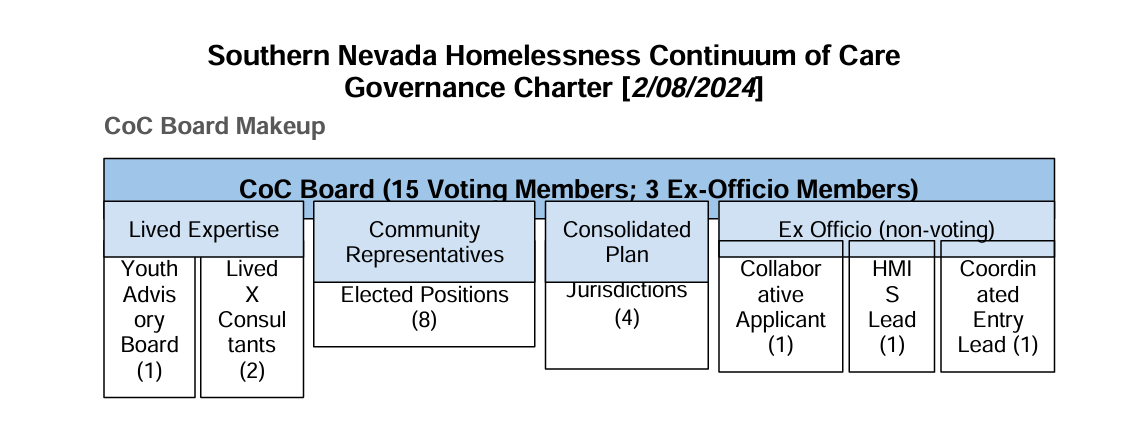 Southern Nevada Homelessness Continuum of Care
Governance Charter [2/08/2024]
CoC Board Makeup
CoC Board (15 Voting Members; 3 Ex-Officio Members)
Lived Expertise
Youth
Advis
ory
Board
(1)
Lived
X
Consul
tants
(2)
Community
Representatives
Elected Positions
(8)
Consolidated
Plan
Jurisdictions
(4)
Ex Officio (non-voting)
Collabor
ative
Applicant
(1)
HMI
S
Lead
(1)
Coordin
ated
Entry
Lead (1)